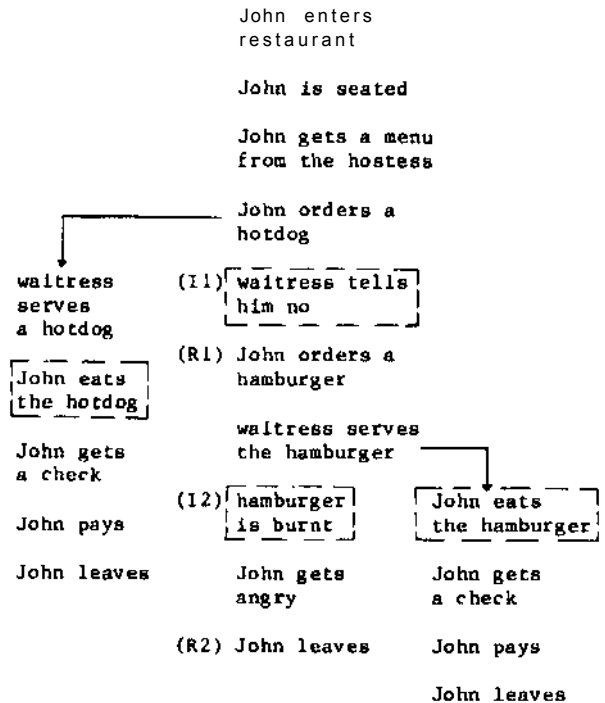 John enters
restaurant
John is seated
John gets a menu
from the hostess
John orders a
hotdog
waitress
serves
a hotdog
John eats
the hotdog
John gets
a check
John pays
John leaves
(I1) waitress tells
him no
(R1) John orders a
hamburger
waitress serves
the hamburger
(I2) hamburger
is burnt
John gets
angry
(R2) John leaves
John eats
the hamburger
John gets
a check
John pays
John leaves